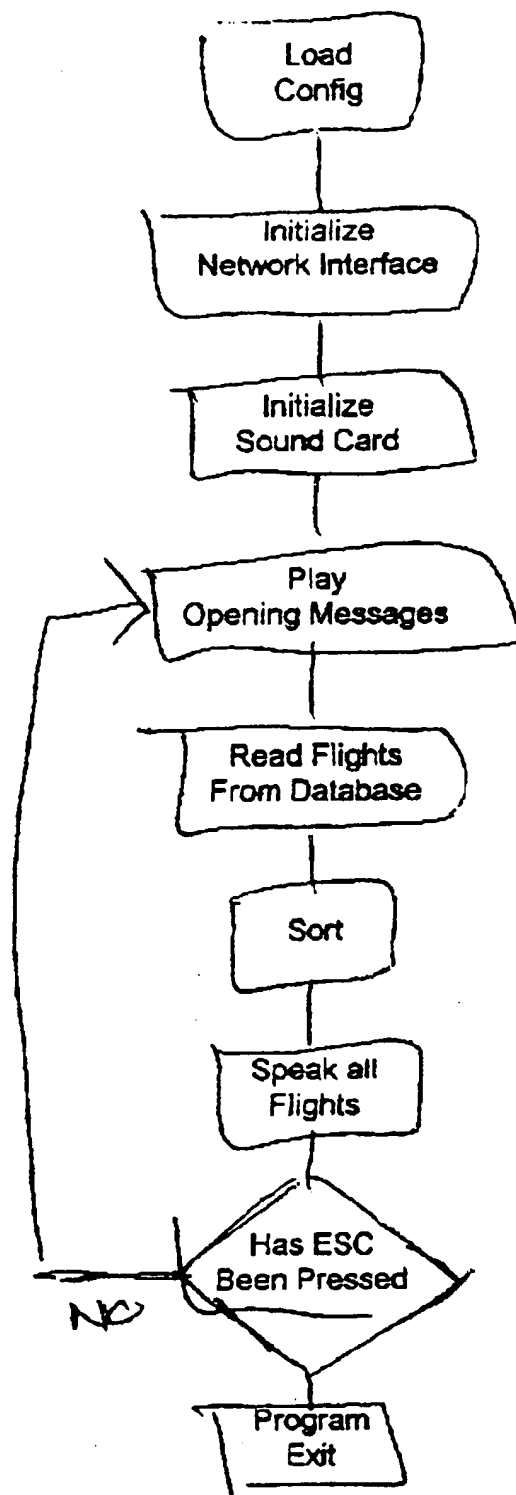 Load
Config
Initialize
Network Interface
Initialize
Sound Card
Play
Opening Messages
Read Flights
From Database
Sort
Speak all
Flights
Has ESC
Been Pressed
NO
Program
Exit